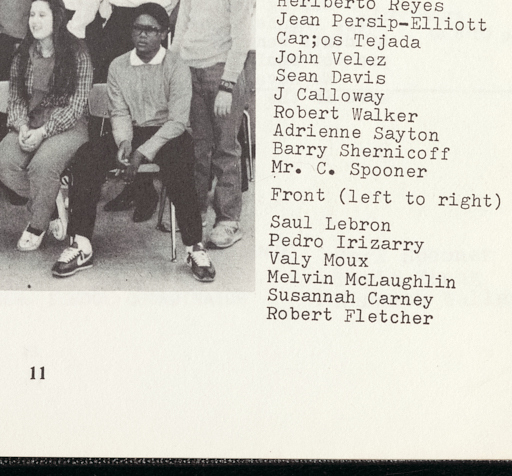 Heriberto Reyes
Jean Persip-Elliott
Car;os Tejada
John Velez
Sean Davis
J Calloway
Robert Walker
Adrienne Sayton
Barry Shernicoff
Mr. C. Spooner
Front (left to right)
Saul Lebron
Pedro Irizarry
Valy Moux
Melvin McLaughlin
Susannah Carney
Robert Fletcher
11